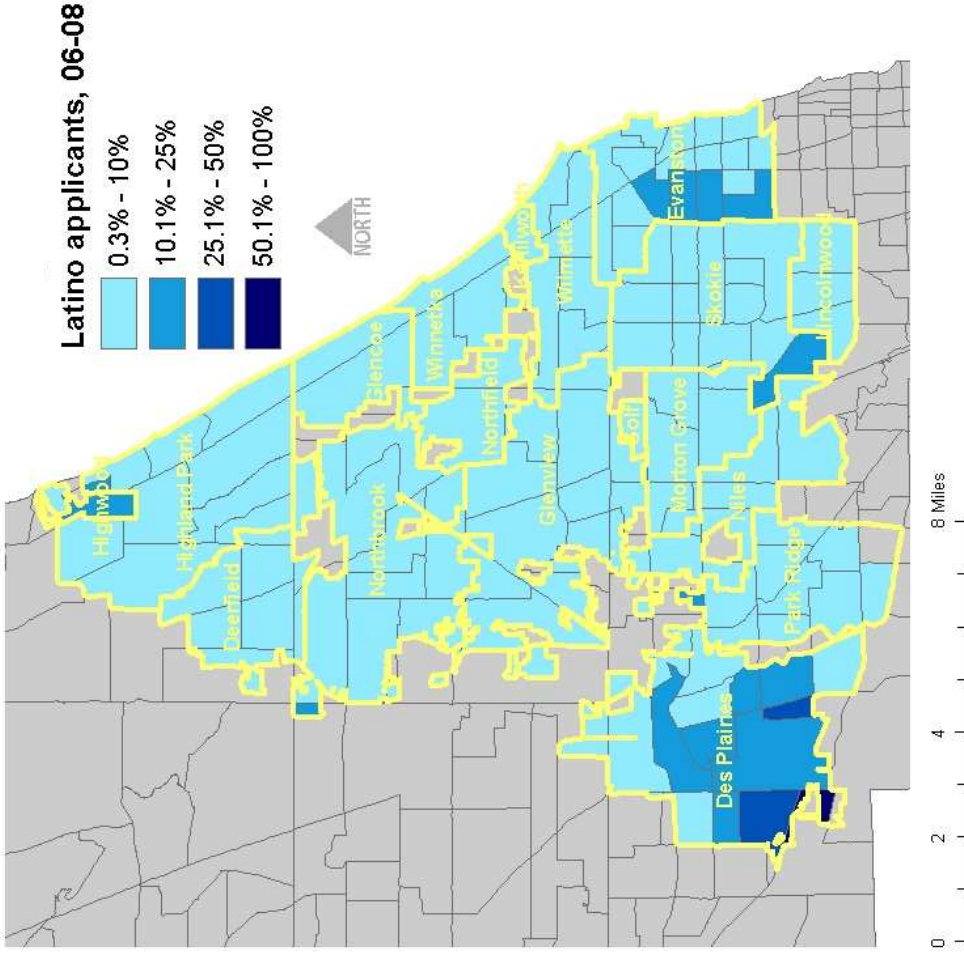 Latino applicants, 06-08
0.3% - 10%
10.1% - 25%
25.1% - 50%
50.1% - 100%
NORTH
Highwood
Highland Park
Deerfield
Glencoe
Northbrook
Winnetka
Northfield
Kenilworth
Wilmette
Glenview
Evanston
Golf
Skokie
Morton Grove
Niles
Lincolnwood
Park Ridge
Des Plaines
0 2 4 8 Miles